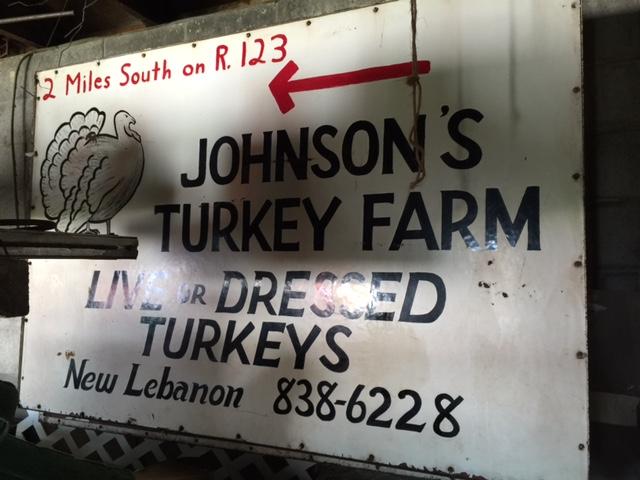 2 Miles South on R. 123
JOHNSON'S
TURKEY FARM
LIVE OR DRESSED
TURKEYS
New Lebanon 838-6228